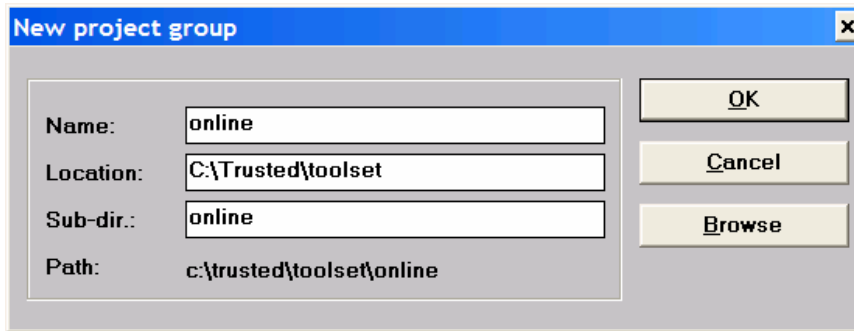 New project group
Name: online
Location: C:\Trusted\toolset
Sub-dir.: online
Path: c:\trusted\toolset\online
OK
Cancel
Browse